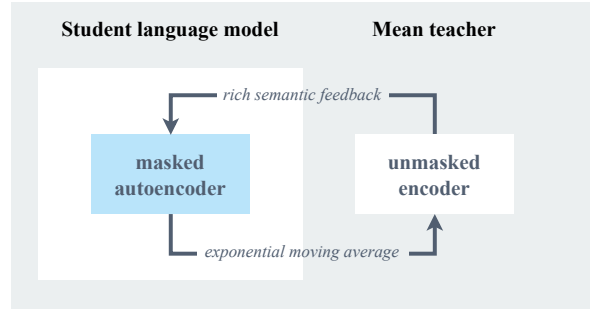 Student language model
Mean teacher
rich semantic feedback
masked
autoencoder
unmasked
encoder
exponential moving average